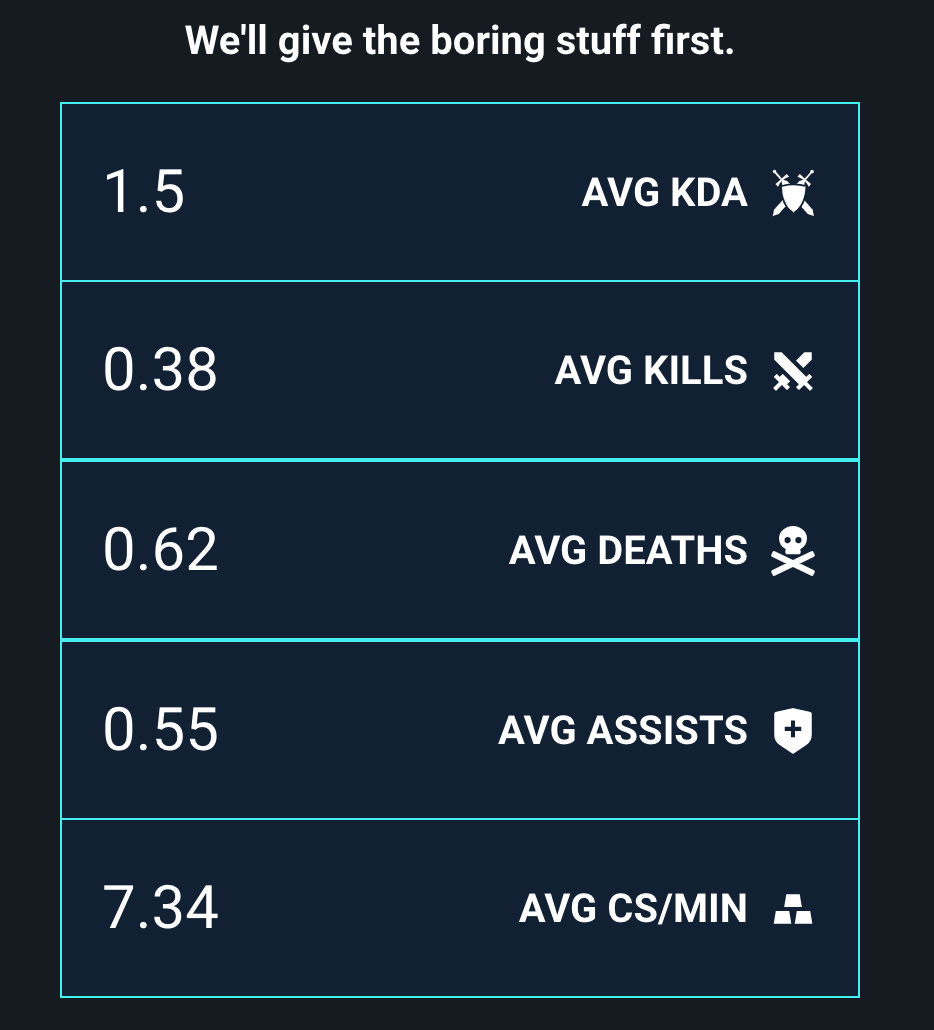 We'll give the boring stuff first.
1.5 AVG KDA
0.38 AVG KILLS
0.62 AVG DEATHS
0.55 AVG ASSISTS
7.34 AVG CS/MIN